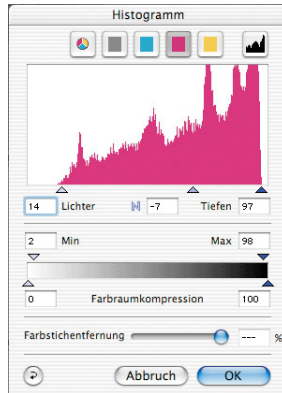 Histogramm
14 Lichter -7 Tiefen 97
2 Min Max 98
0 Farbraumkompression 100
Farbstichentfernung --- %
Abbruch OK